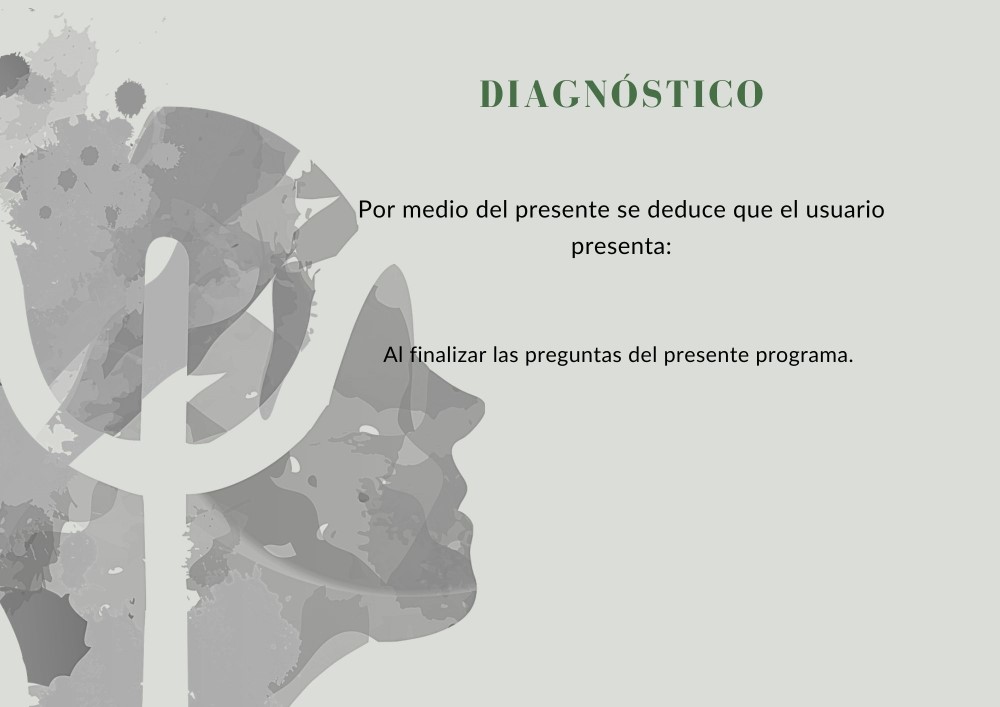 DIAGNÓSTICO
Por medio del presente se deduce que el usuario
presenta:
Al finalizar las preguntas del presente programa.